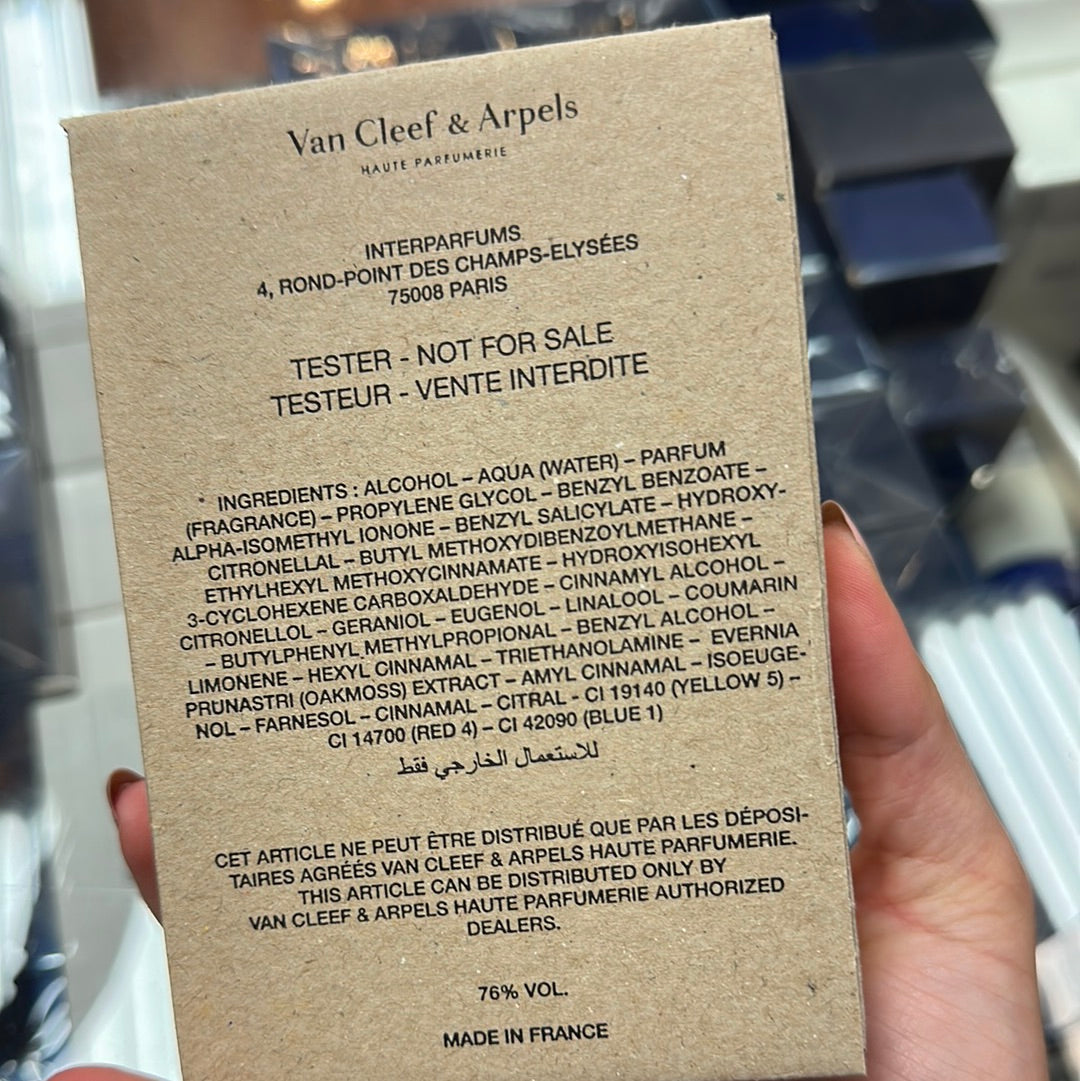 Van Cleef & Arpels
HAUTE PARFUMERIE
INTERPARFUMS
4, ROND-POINT DES CHAMPS-ELYSÉES
75008 PARIS
TESTER - NOT FOR SALE
TESTEUR - VENTE INTERDITE
INGREDIENTS : ALCOHOL – AQUA (WATER) – PARFUM
(FRAGRANCE) – PROPYLENE GLYCOL – BENZYL BENZOATE –
ALPHA-ISOMETHYL IONONE – BENZYL SALICYLATE – HYDROXY-
CITRONELLAL – BUTYL METHOXYDIBENZOYLMETHANE –
ETHYLHEXYL METHOXYCINNAMATE – HYDROXYISOHEXYL
3-CYCLOHEXENE CARBOXALDEHYDE – CINNAMYL ALCOHOL –
CITRONELLOL – GERANIOL – EUGENOL – LINALOOL – COUMARIN
– BUTYLPHENYL METHYLPROPIONAL – BENZYL ALCOHOL –
LIMONENE – HEXYL CINNAMAL – TRIETHANOLAMINE – EVERNIA
PRUNASTRI (OAKMOSS) EXTRACT – AMYL CINNAMAL – ISOEUGE-
NOL – FARNESOL – CINNAMAL – CITRAL - CI 19140 (YELLOW 5) –
CI 14700 (RED 4) – CI 42090 (BLUE 1)
للاستعمال الخارجي فقط
CET ARTICLE NE PEUT ÊTRE DISTRIBUÉ QUE PAR LES DÉPOSI-
TAIRES AGRÉÉS VAN CLEEF & ARPELS HAUTE PARFUMERIE.
THIS ARTICLE CAN BE DISTRIBUTED ONLY BY
VAN CLEEF & ARPELS HAUTE PARFUMERIE AUTHORIZED
DEALERS.
76% VOL.
MADE IN FRANCE